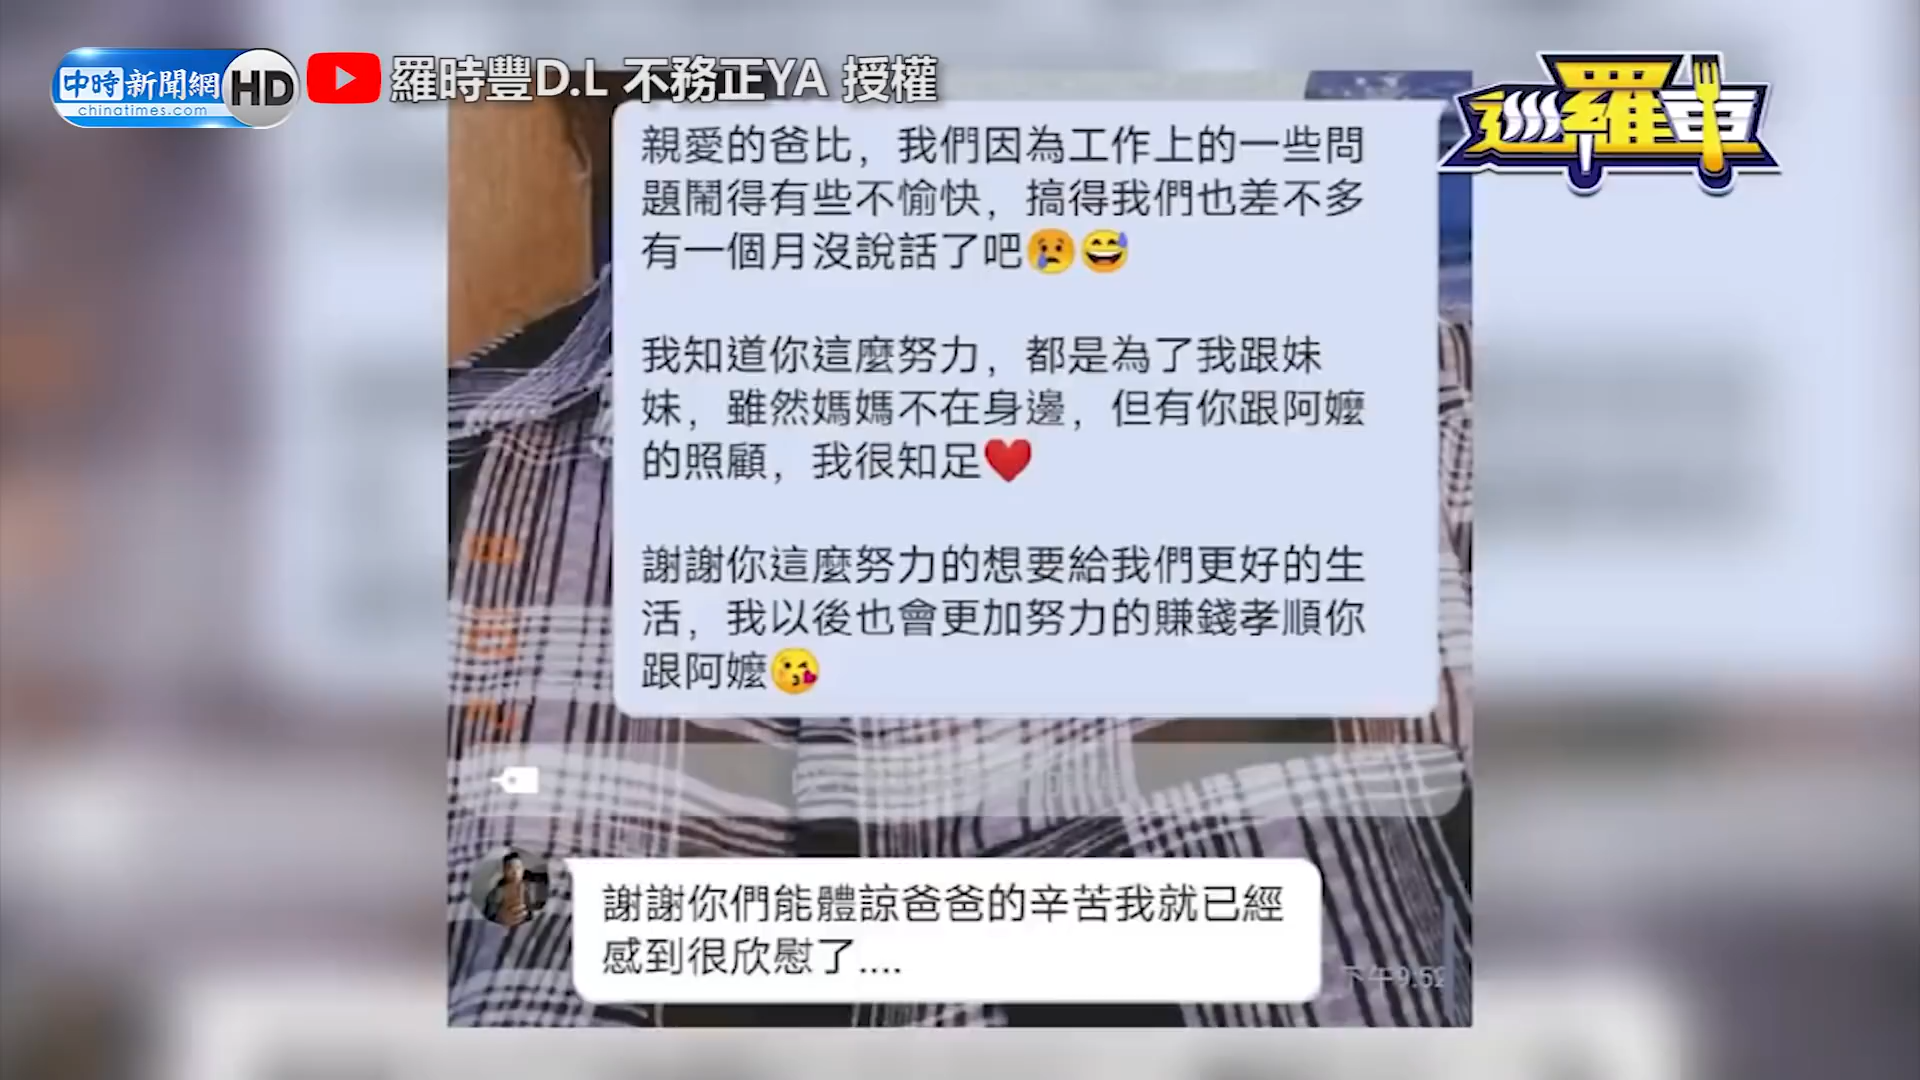 中時新聞網HD
chinatimes.com
羅時豐D.L 不務正YA 授權
巡羅車
親愛的爸比，我們因為工作上的一些問
題鬧得有些不愉快，搞得我們也差不多
有一個月沒說話了吧😢😅
我知道你這麼努力，都是為了我跟妹
妹，雖然媽媽不在身邊，但有你跟阿嬤
的照顧，我很知足❤️
謝謝你這麼努力的想要給我們更好的生
活，我以後也會更加努力的賺錢孝順你
跟阿嬤😘
謝謝你們能體諒爸爸的辛苦我就已經
感到很欣慰了....
下午9:52